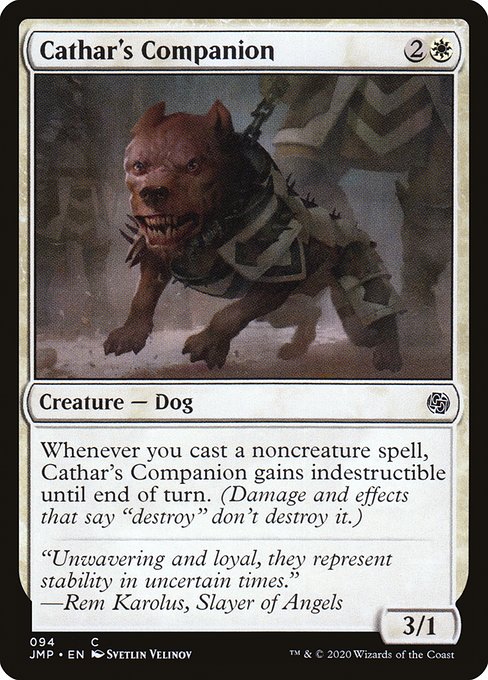 Cathar's Companion 2
Creature — Dog
Whenever you cast a noncreature spell,
Cathar's Companion gains indestructible
until end of turn. (Damage and effects
that say “destroy” don't destroy it.)
“Unwavering and loyal, they represent
stability in uncertain times.”
—Rem Karolus, Slayer of Angels
3/1
094 C
JMP • EN Svetlin Velinov ™ & © 2020 Wizards of the Coast